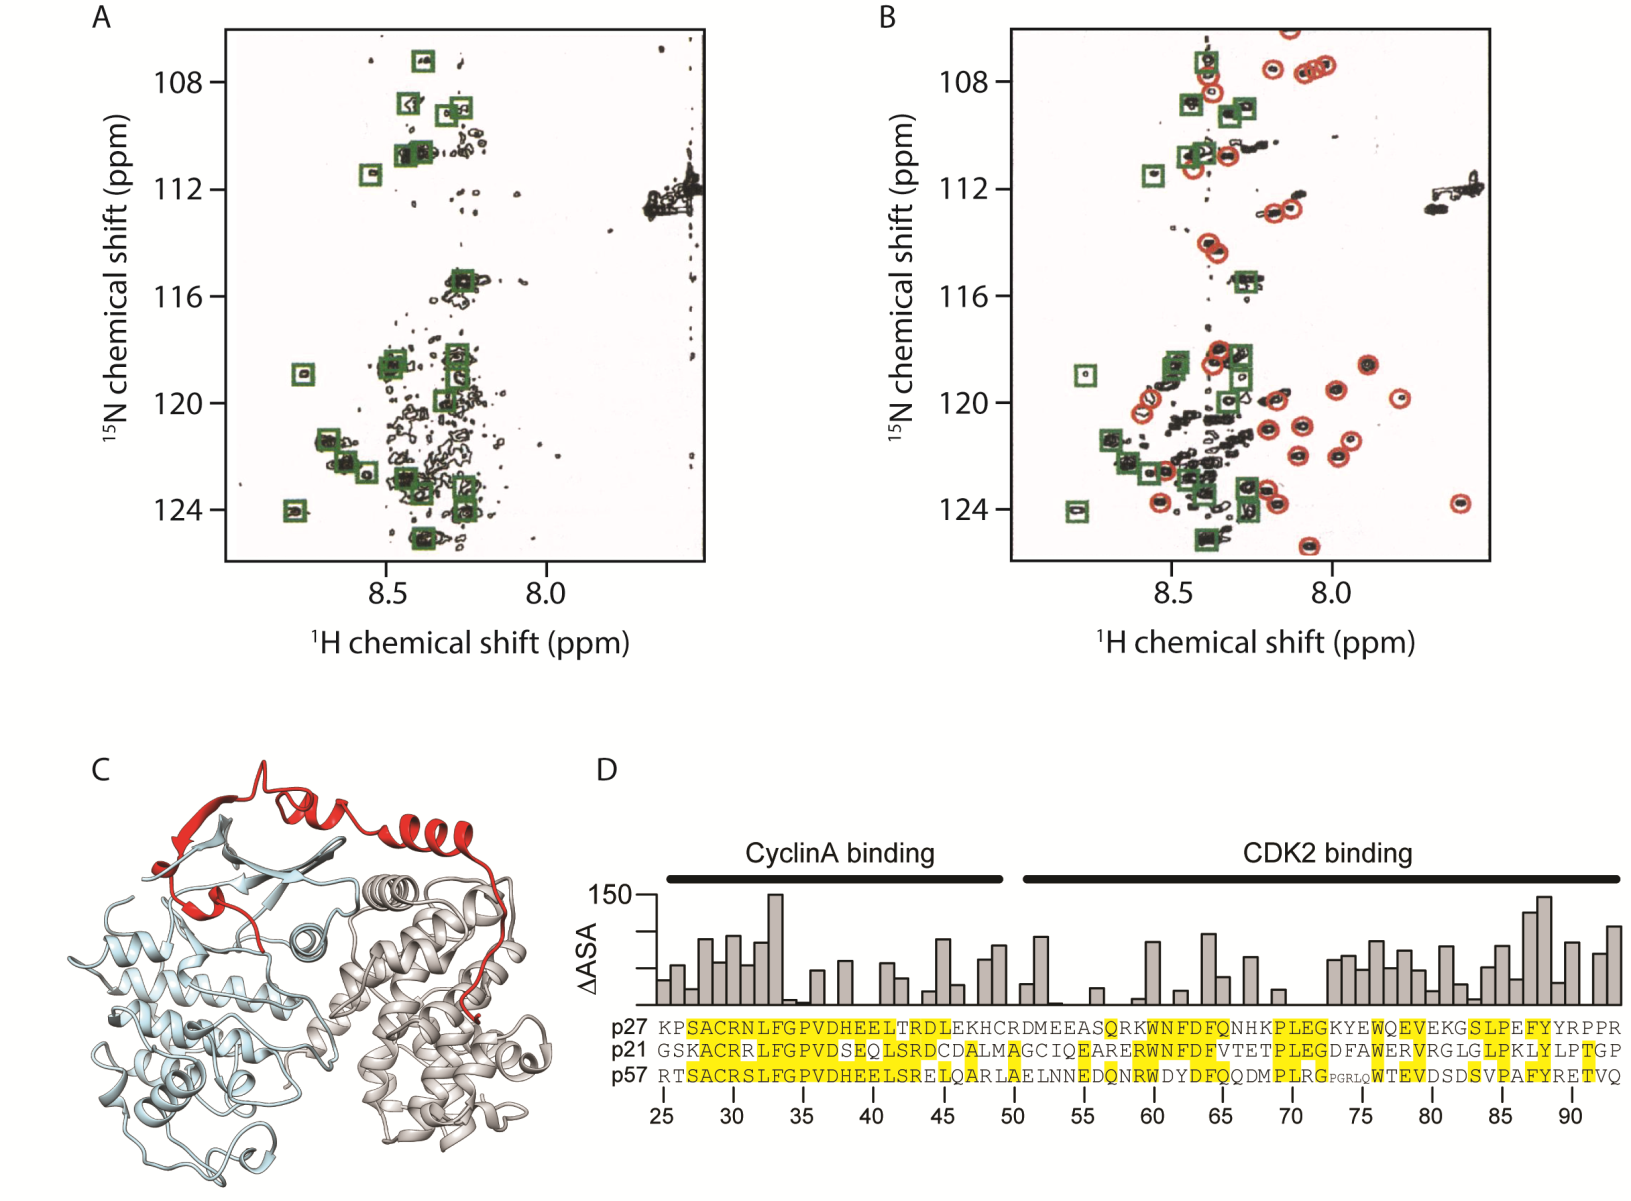 A
B
108
112
116
120
124
15N chemical shift (ppm)
8.5
8.0
1H chemical shift (ppm)
108
112
116
120
124
15N chemical shift (ppm)
8.5
8.0
1H chemical shift (ppm)
C
D
CyclinA binding
CDK2 binding
150
ΔASA
p27 KPSACRNLFGPVDHEELTRDLEKHCRDMEEASQRKWNFDFQNHKPLEGKYEWQEVEKGSLPEFYYRPPR
p21 GSKACRRLFGPVDSEQLSRDCDALMAGCIQEARERWNFDFVTETPLEGDFAWERVRGLGLPKLYLPTGP
p57 RTSACRSLFGPVDHEELSRELQARLAELNNEDQNRWDYDFQQDMPLRGPGRLQWTEVDSDSVPAFYRETVQ
25 30 35 40 45 50 55 60 65 70 75 80 85 90